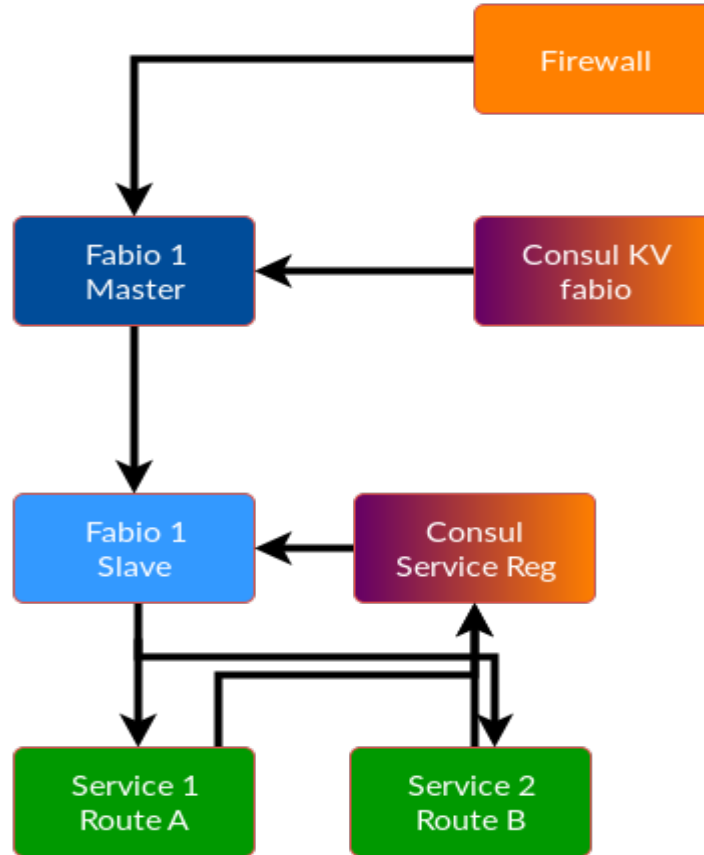 Firewall
Fabio 1
Master
Consul KV
fabio
Fabio 1
Slave
Consul
Service Reg
Service 1
Route A
Service 2
Route B